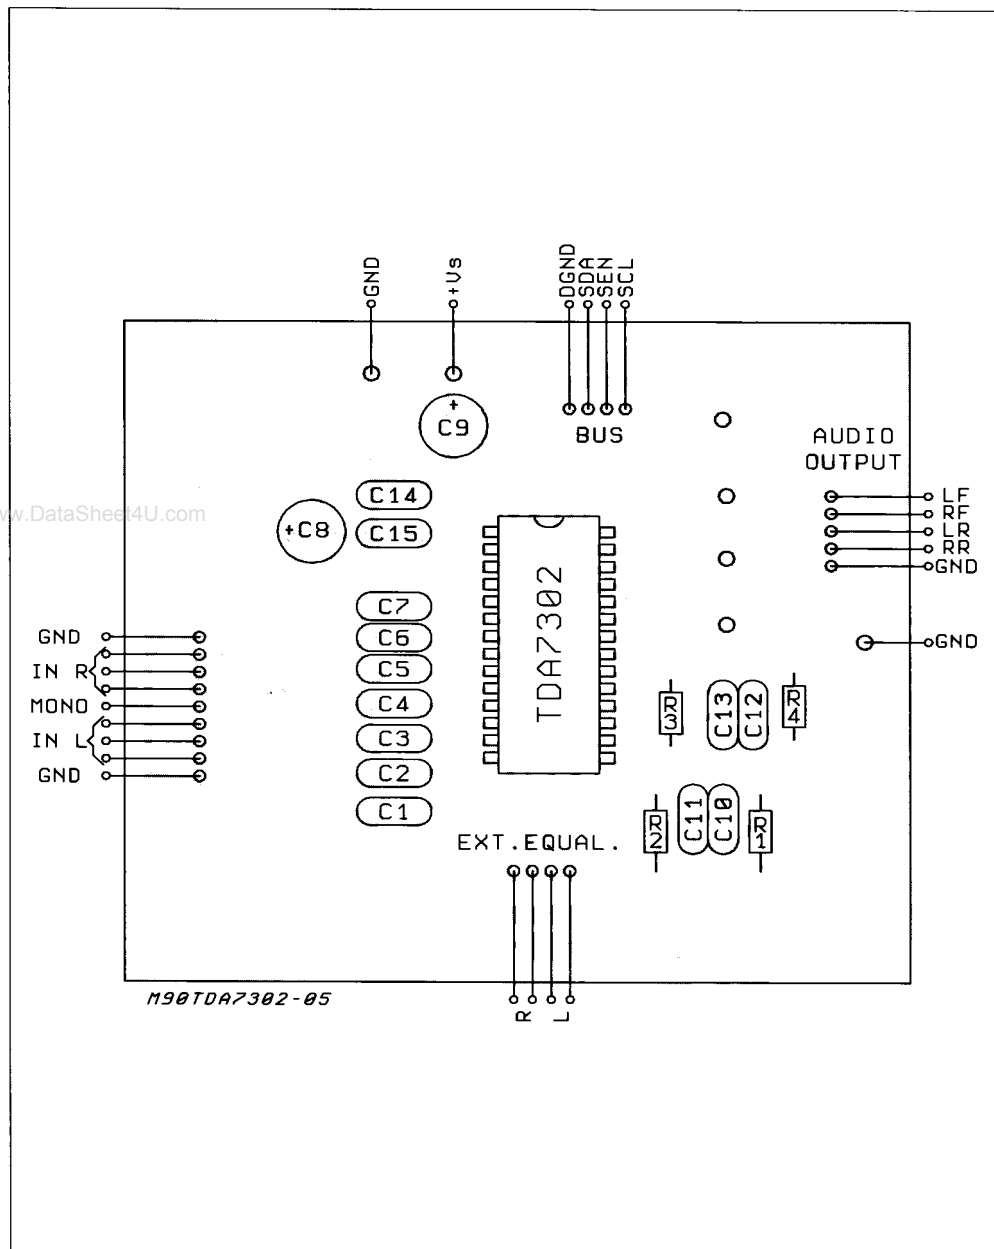 GND
+Vs
DGND
SDA
SEN
SCL
+
C9
BUS
AUDIO
OUTPUT
C14
LF
RF
w.DataSheet4U.com
+C8
C15
LR
RR
GND
TDA7302
C7
GND
C6
GND
IN R
C5
MONO
C4
R3
C13
C12
R4
IN L
C3
GND
C2
C1
R2
C11
C10
R1
EXT.EQUAL.
M90TDA7302-05
R
L